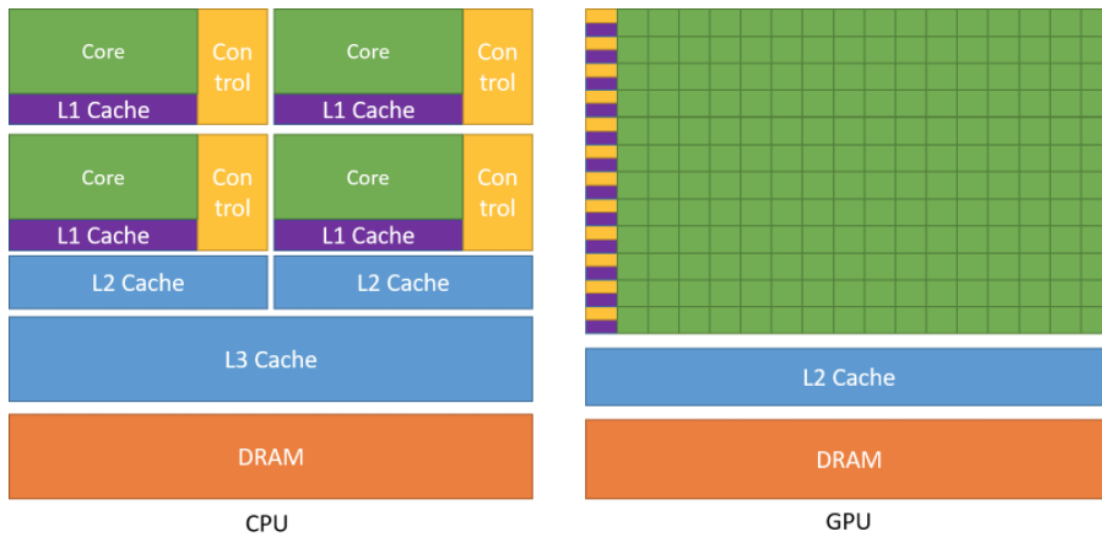 Core
Con
trol
Core
Con
trol
L1 Cache
L1 Cache
Core
Con
trol
Core
Con
trol
L1 Cache
L1 Cache
L2 Cache
L2 Cache
L3 Cache
L2 Cache
DRAM
DRAM
CPU
GPU